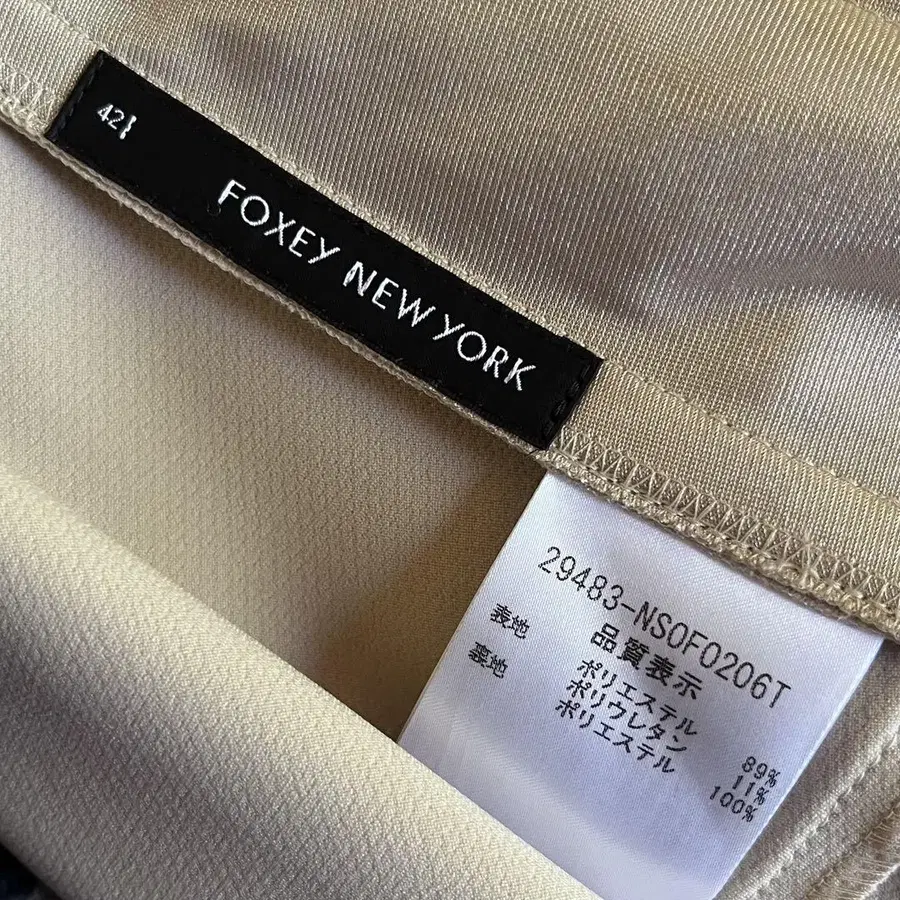 42
FOXEY NEW YORK
29483-NSOF0206T
品質表示
表地 ポリエステル 89%
ポリウレタン 11%
裏地 ポリエステル 100%